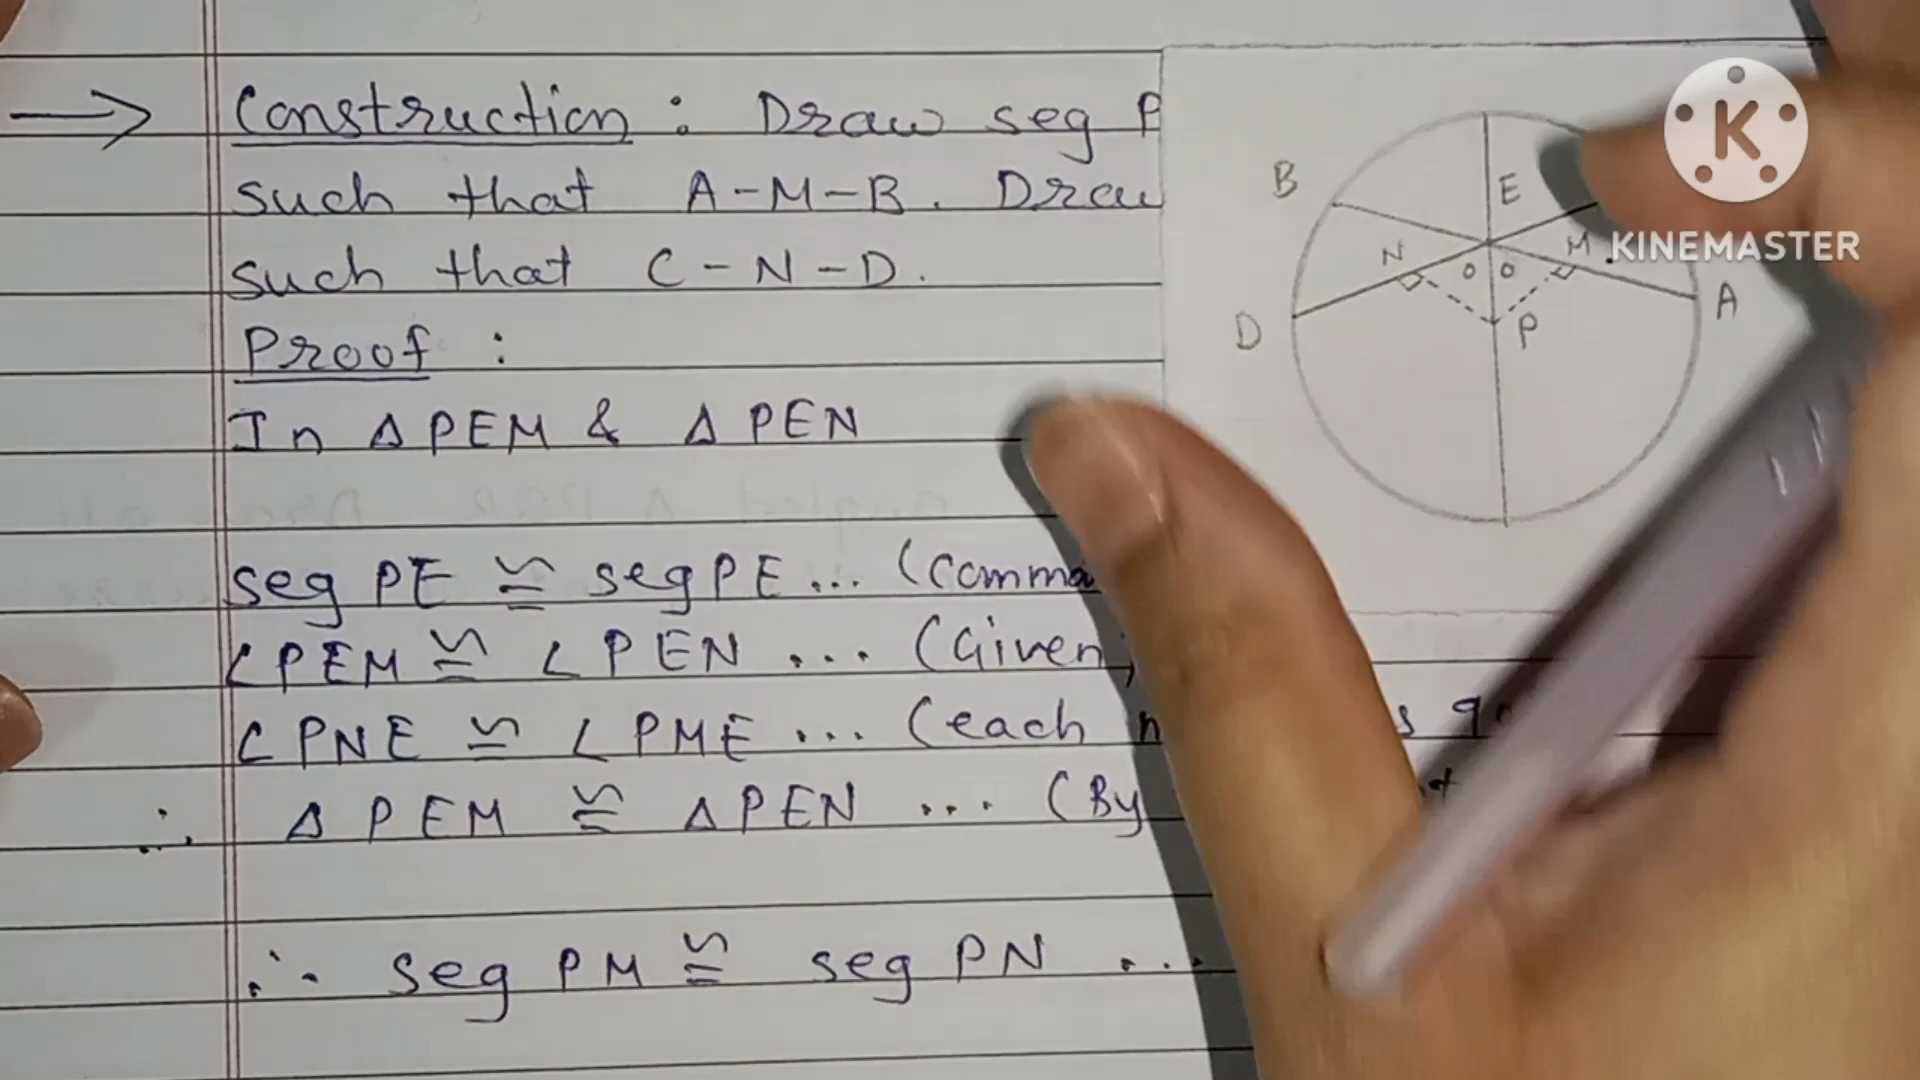 Construction : Draw seg P
such that A-M-B. Draw
such that C-N-D.
Proof :
In Δ PEM & Δ PEN
seg PE ≅ seg PE ... (comm
∠PEM ≅ ∠PEN ... (Given,
∠PNE ≅ ∠PME ... (each
∴ Δ PEM ≅ Δ PEN ... (By
∴ seg PM ≅ seg PN ...
B
E
N
M
D
P
A
K
KINEMASTER